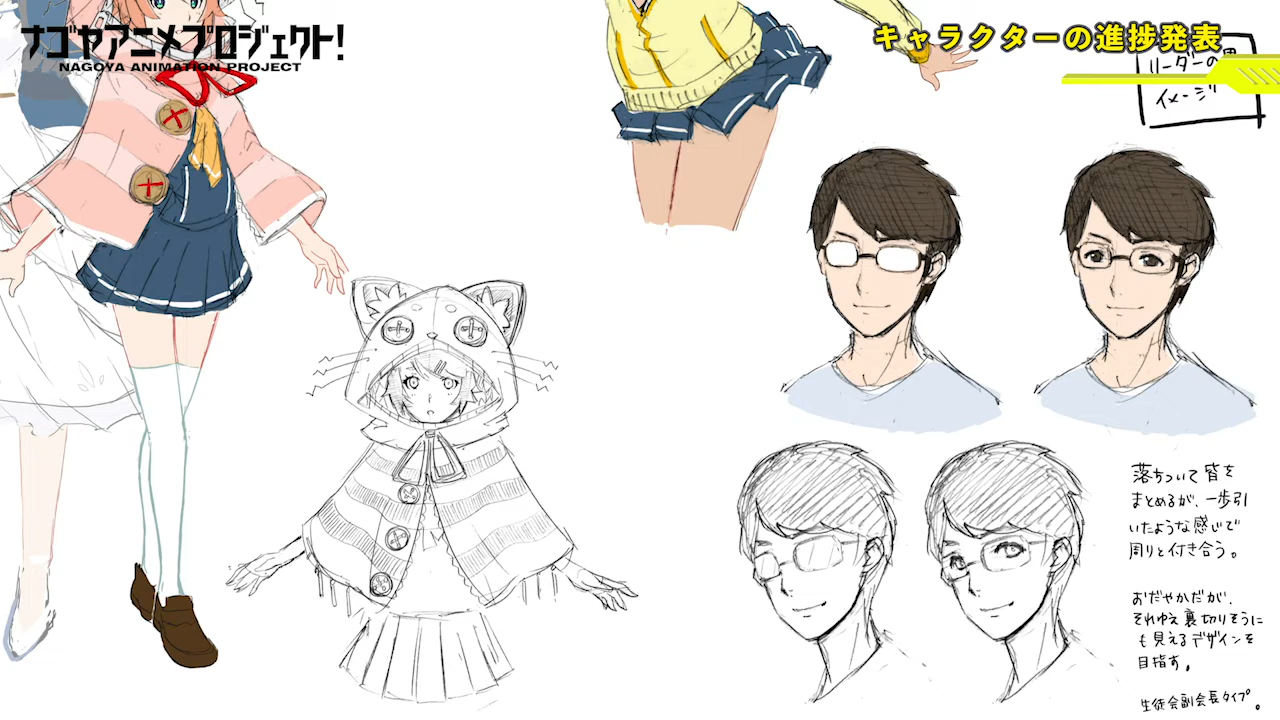 ナゴヤアニメプロジェクト!
NAGOYA ANIMATION PROJECT
キャラクターの進捗発表
リーダーの男
イメージ
落ちついて皆を
まとめるが、一歩引
いたような感じで
周りと付き合う。
おだやかだが、
それゆえ裏切りそうに
も見えるデザインを
目指す。
生徒会副会長タイプ。